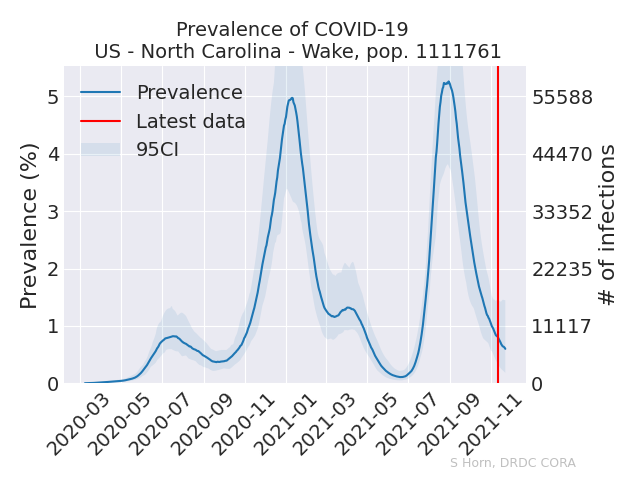 Prevalence of COVID-19
US - North Carolina - Wake, pop. 1111761
Prevalence
Latest data
95CI
Prevalence (%)
5
4
3
2
1
0
55588
44470
33352
22235
11117
0
# of infections
2020-03
2020-05
2020-07
2020-09
2020-11
2021-01
2021-03
2021-05
2021-07
2021-09
2021-11
S Horn, DRDC CORA